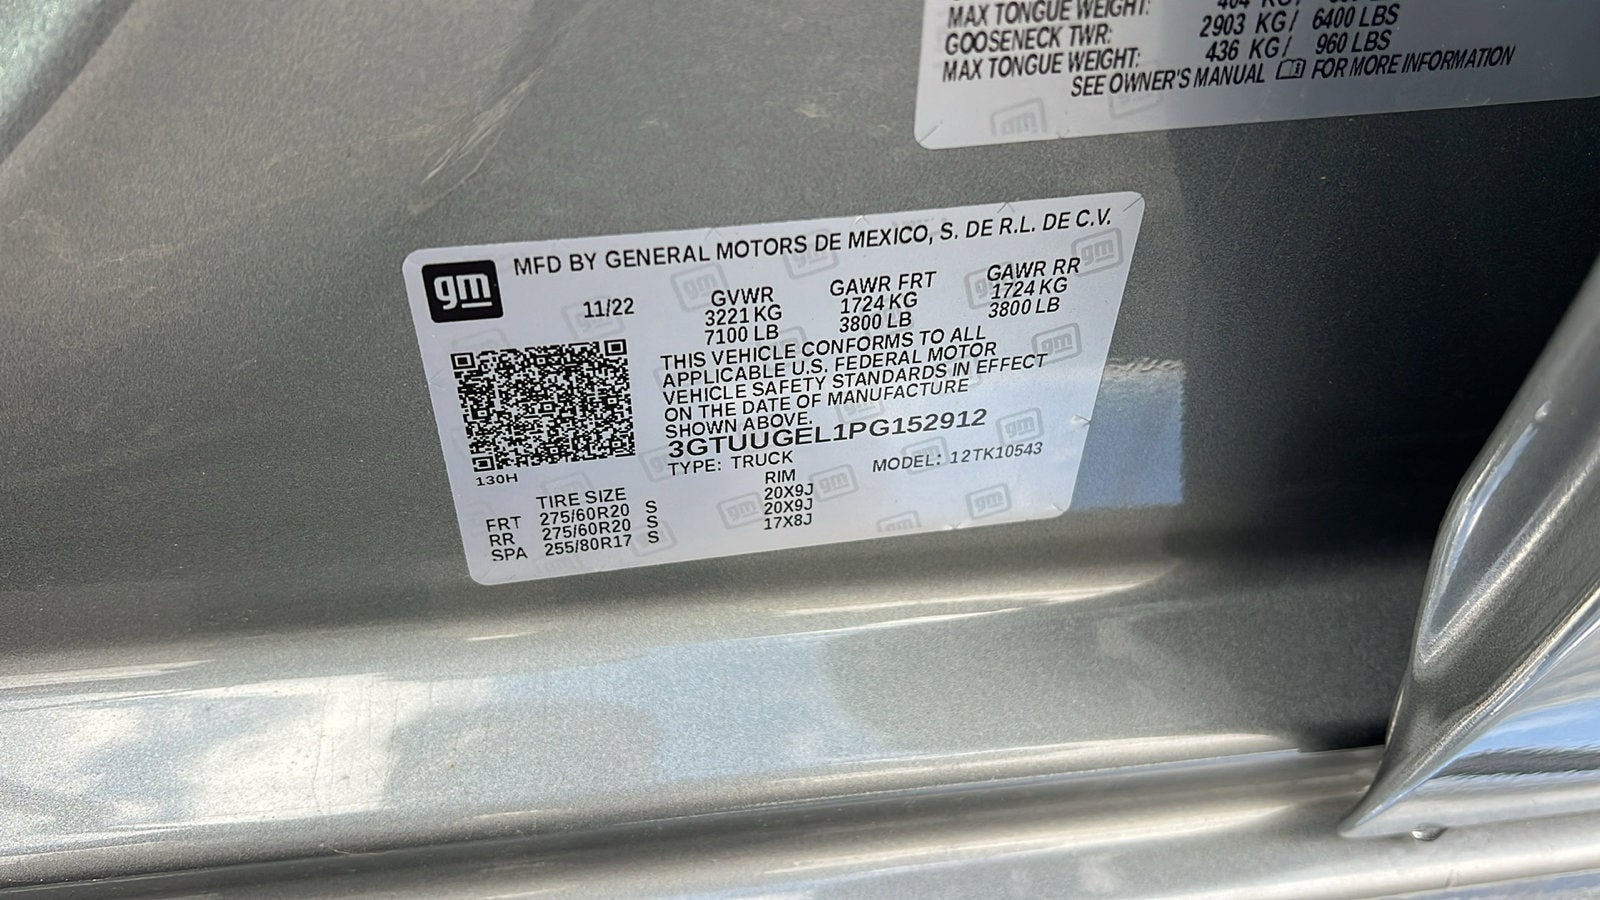 MAX TONGUE WEIGHT: 404 KG/
GOOSENECK TWR: 2903 KG/ 6400 LBS
MAX TONGUE WEIGHT: 436 KG/ 960 LBS
SEE OWNER'S MANUAL FOR MORE INFORMATION
gm
MFD BY GENERAL MOTORS DE MEXICO, S. DE R.L. DE C.V.
11/22 GVWR GAWR FRT GAWR RR
3221 KG 1724 KG 1724 KG
7100 LB 3800 LB 3800 LB
THIS VEHICLE CONFORMS TO ALL
APPLICABLE U.S. FEDERAL MOTOR
VEHICLE SAFETY STANDARDS IN EFFECT
ON THE DATE OF MANUFACTURE
SHOWN ABOVE.
3GTUUGEL1PG152912
TYPE: TRUCK MODEL: 12TK10543
130H
TIRE SIZE RIM
FRT 275/60R20 S 20X9J
RR 275/60R20 S 20X9J
SPA 255/80R17 S 17X8J